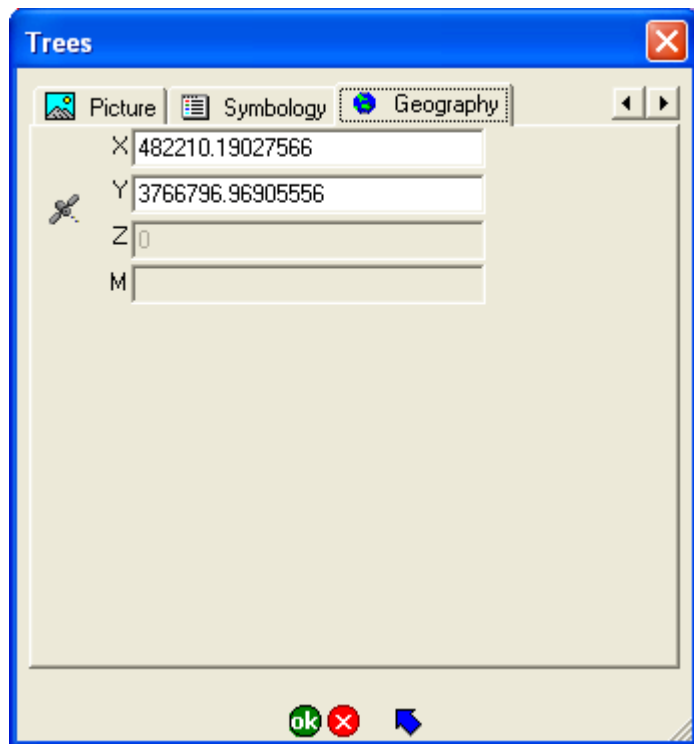 Trees
Picture Symbology Geography
X 482210.19027566
Y 3766796.96905556
Z 0
M
ok